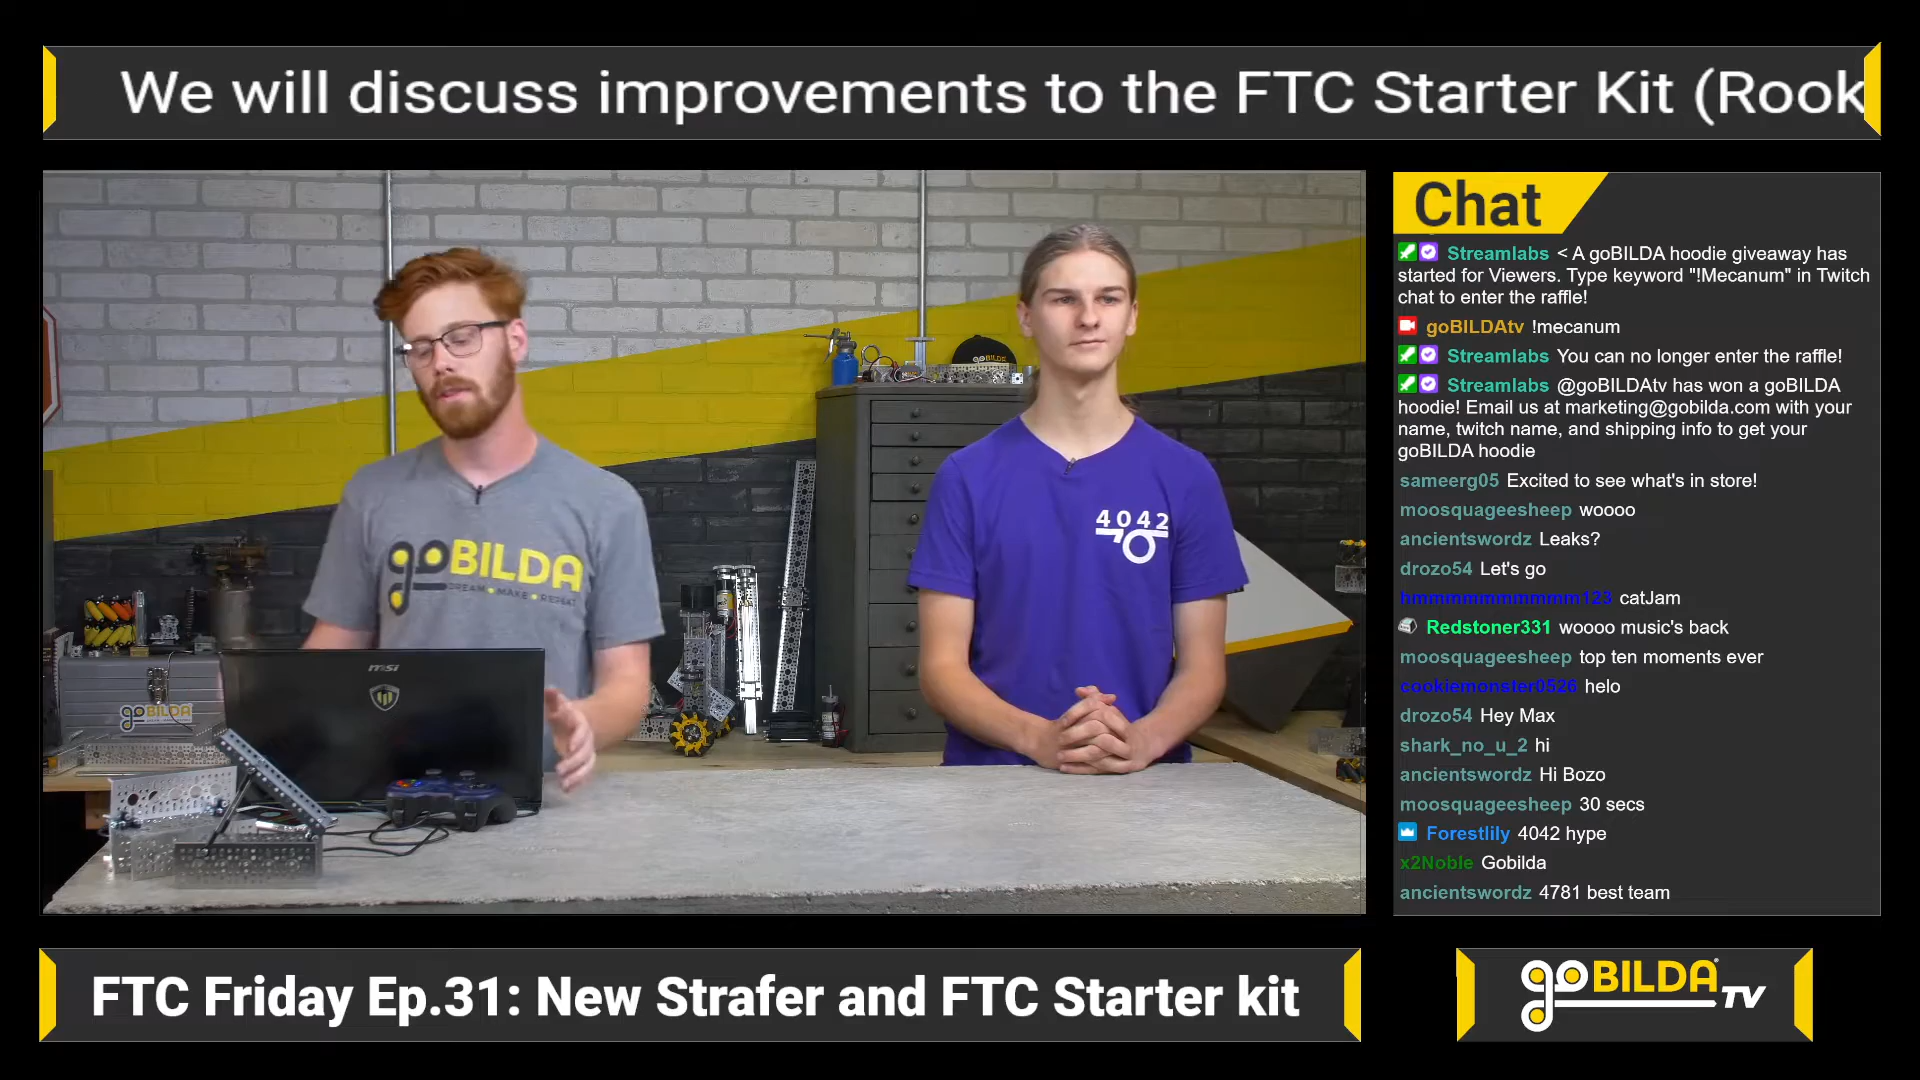 We will discuss improvements to the FTC Starter Kit (Rook
Chat
Streamlabs < A goBILDA hoodie giveaway has
started for Viewers. Type keyword "!Mecanum" in Twitch
chat to enter the raffle!
goBILDAtv !mecanum
Streamlabs You can no longer enter the raffle!
Streamlabs @goBILDAtv has won a goBILDA
hoodie! Email us at marketing@gobilda.com with your
name, twitch name, and shipping info to get your
goBILDA hoodie
sameerg05 Excited to see what's in store!
moosquageesheep woooo
ancientswordz Leaks?
drozo54 Let's go
catJam
Redstoner331 woooo music's back
moosquageesheep top ten moments ever
cookiemonster0526 helo
drozo54 Hey Max
shark_no_u_2 hi
ancientswordz Hi Bozo
moosquageesheep 30 secs
Forestlily 4042 hype
x2Noble Gobilda
ancientswordz 4781 best team
goBILDA
DREAM • MAKE • REPEAT
4042
msi
goBILDA
goBILDA
FTC Friday Ep.31: New Strafer and FTC Starter kit
goBILDA TV